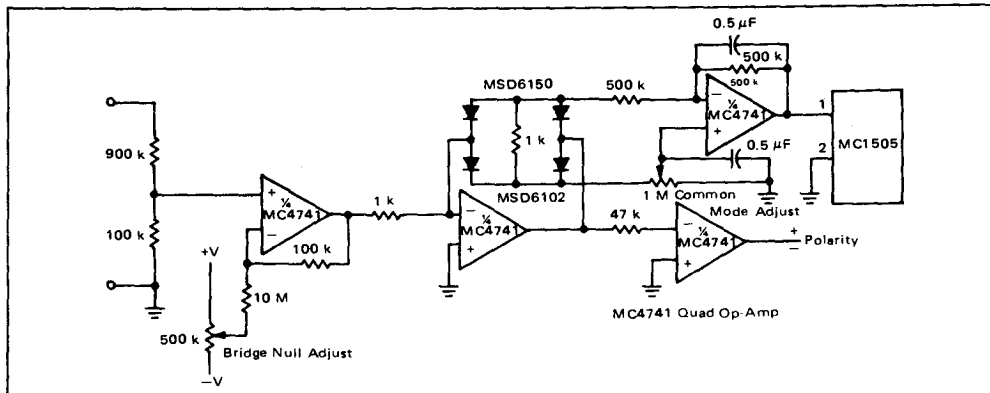 0.5 μF
500 k
500 k
MSD6150
500 k
¼
MC4741
1
2
MC1505
900 k
1 k
0.5 μF
¼
MC4741
1 k
MSD6102
1 M Common
Mode Adjust
100 k
100 k
¼
MC4741
47 k
¼
MC4741
+
−
Polarity
+V
10 M
500 k
Bridge Null Adjust
−V
MC4741 Quad Op-Amp